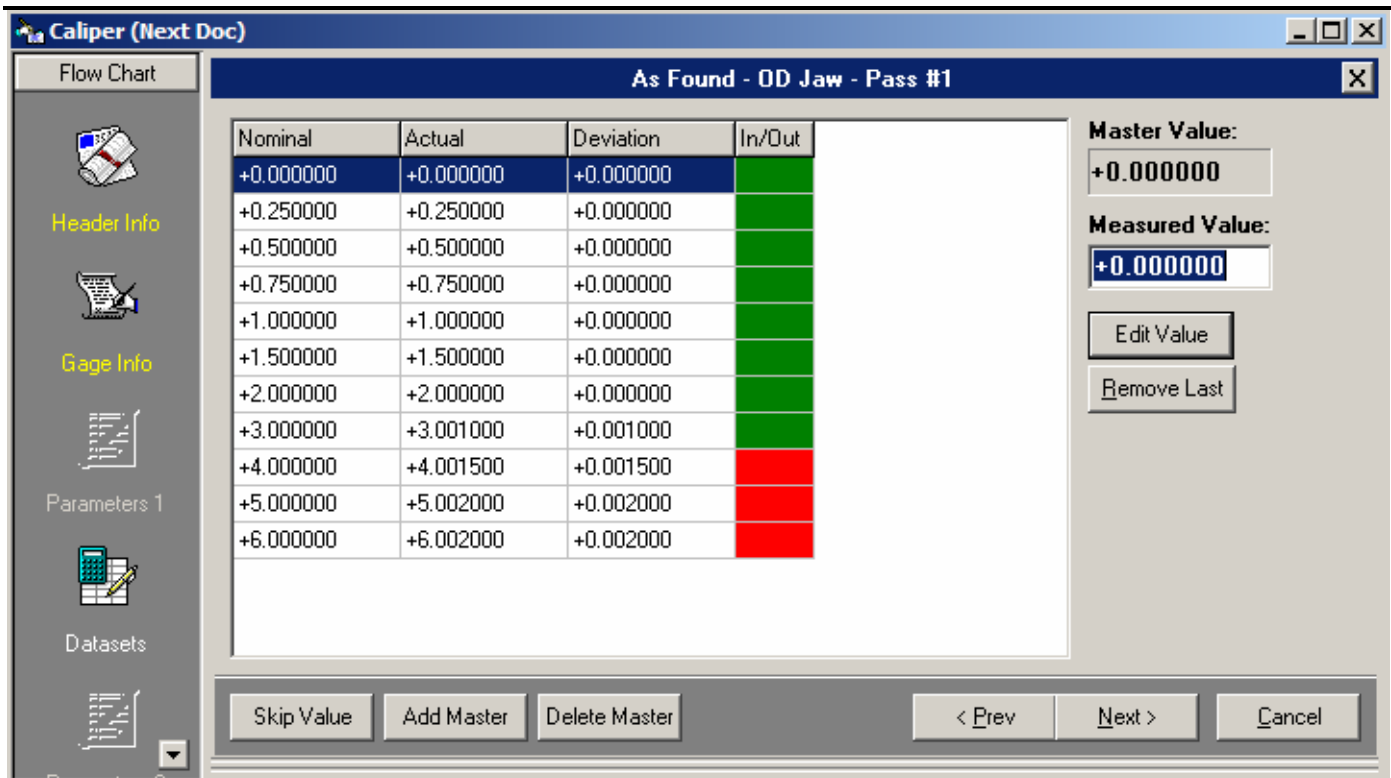 Caliper (Next Doc)
Flow Chart
Header Info
Gage Info
Parameters 1
Datasets
As Found - OD Jaw - Pass #1
Nominal Actual Deviation In/Out
+0.000000 +0.000000 +0.000000
+0.250000 +0.250000 +0.000000
+0.500000 +0.500000 +0.000000
+0.750000 +0.750000 +0.000000
+1.000000 +1.000000 +0.000000
+1.500000 +1.500000 +0.000000
+2.000000 +2.000000 +0.000000
+3.000000 +3.001000 +0.001000
+4.000000 +4.001500 +0.001500
+5.000000 +5.002000 +0.002000
+6.000000 +6.002000 +0.002000
Master Value:
+0.000000
Measured Value:
+0.000000
Edit Value
Remove Last
Skip Value Add Master Delete Master < Prev Next > Cancel